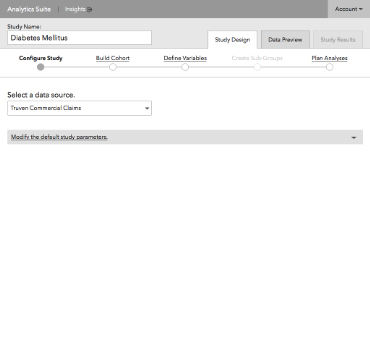 Analytics Suite | Insights
Account
Study Name:
Diabetes Mellitus
Study Design
Data Preview
Study Results
Configure Study
Build Cohort
Define Variables
Create Sub-Groups
Plan Analyses
Select a data source.
Truven Commercial Claims
Modify the default study parameters.